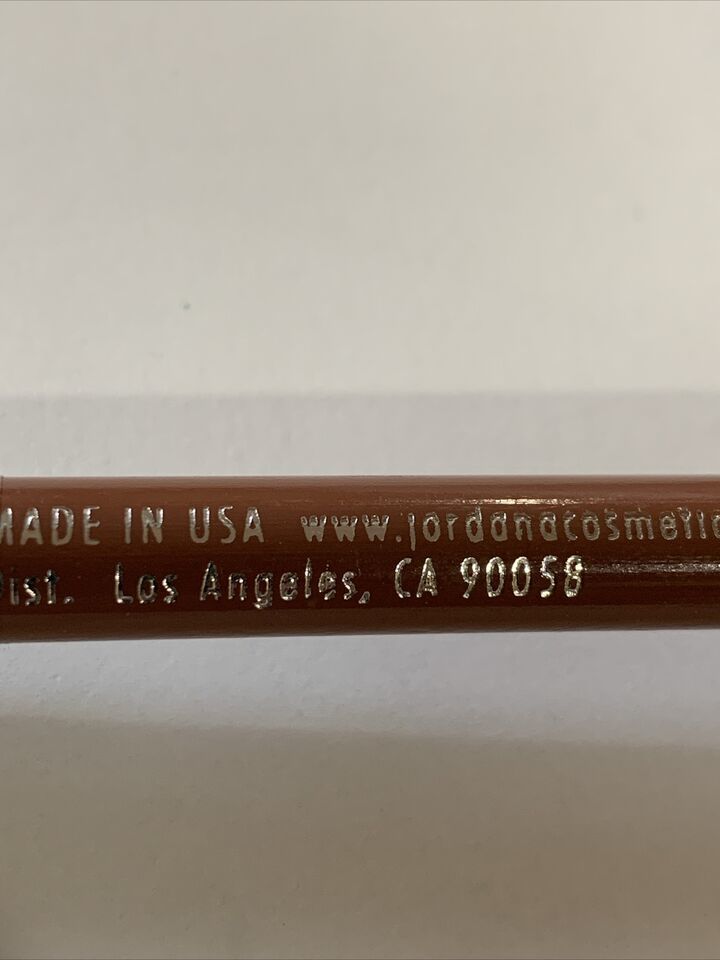 MADE IN USA www.jordanacosmetic
Dist. Los Angeles, CA 90058